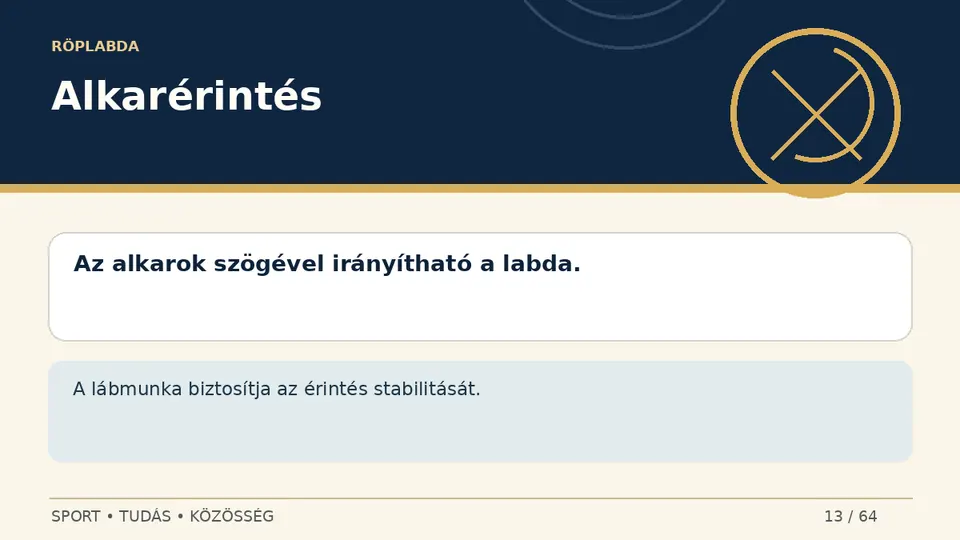 RÖPLABDA
Alkarérintés
Az alkarok szögével irányítható a labda.
A lábmunka biztosítja az érintés stabilitását.
SPORT • TUDÁS • KÖZÖSSÉG
13 / 64